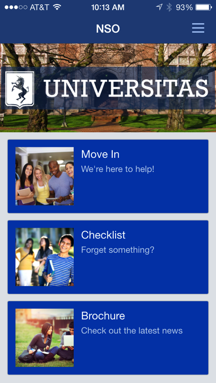 ●●●○○ AT&T 10:13 AM 93%
NSO
UNIVERSITAS
Move In
We're here to help!
Checklist
Forget something?
Brochure
Check out the latest news